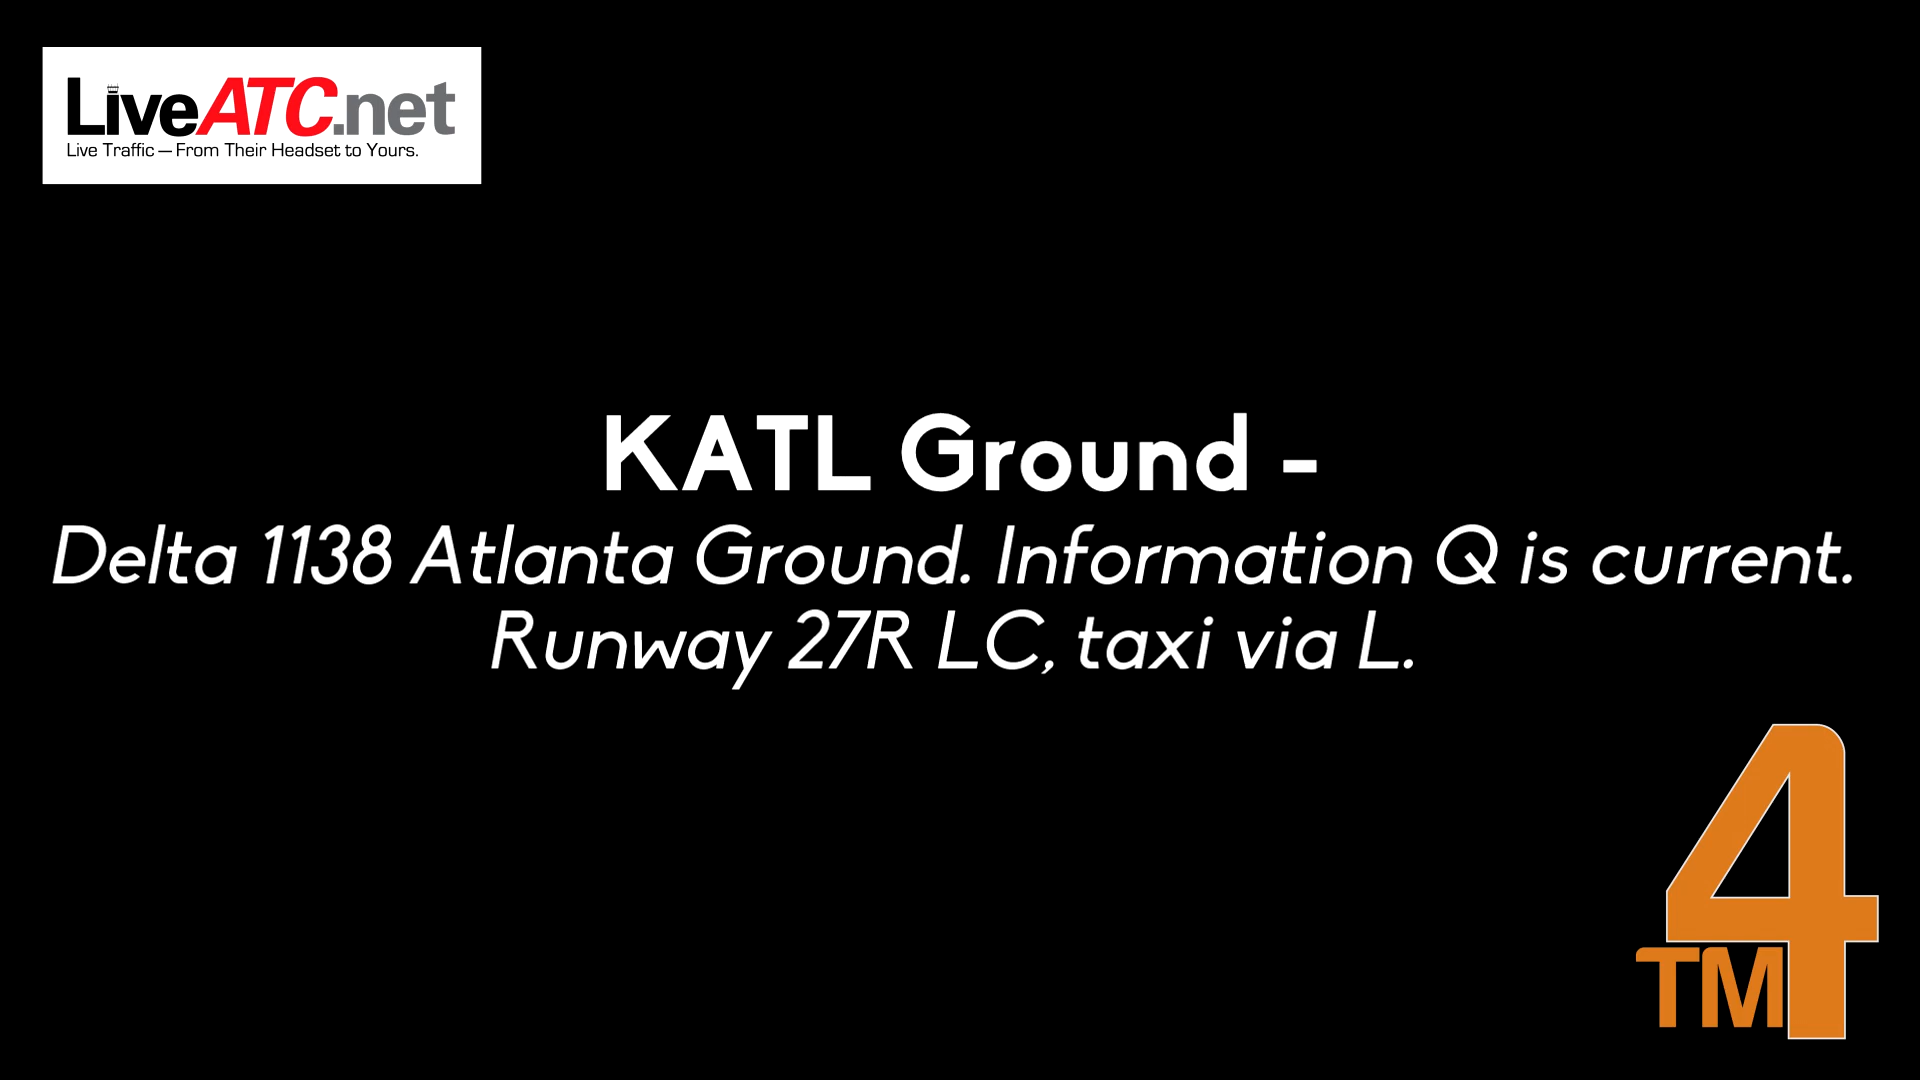 LiveATC.net
Live Traffic — From Their Headset to Yours.
KATL Ground -
Delta 1138 Atlanta Ground. Information Q is current.
Runway 27R LC, taxi via L.
4
TM